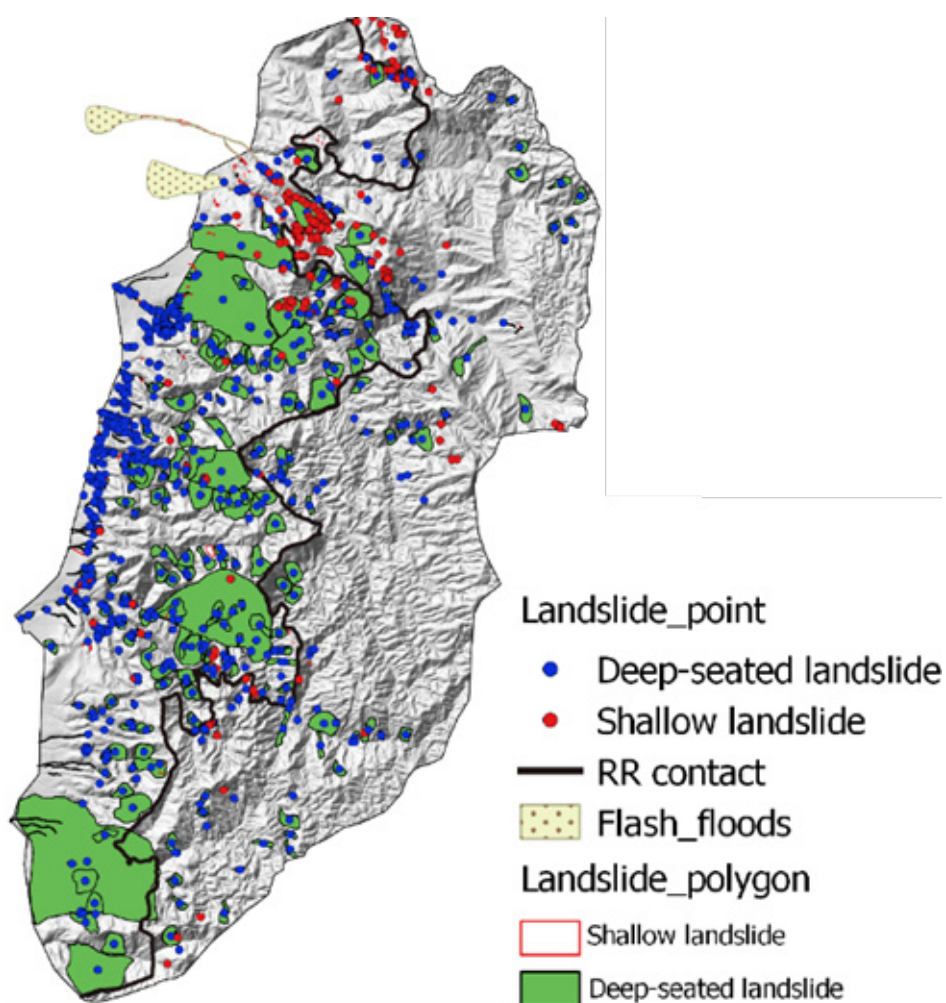 Landslide_point
Deep-seated landslide
Shallow landslide
RR contact
Flash_floods
Landslide_polygon
Shallow landslide
Deep-seated landslide